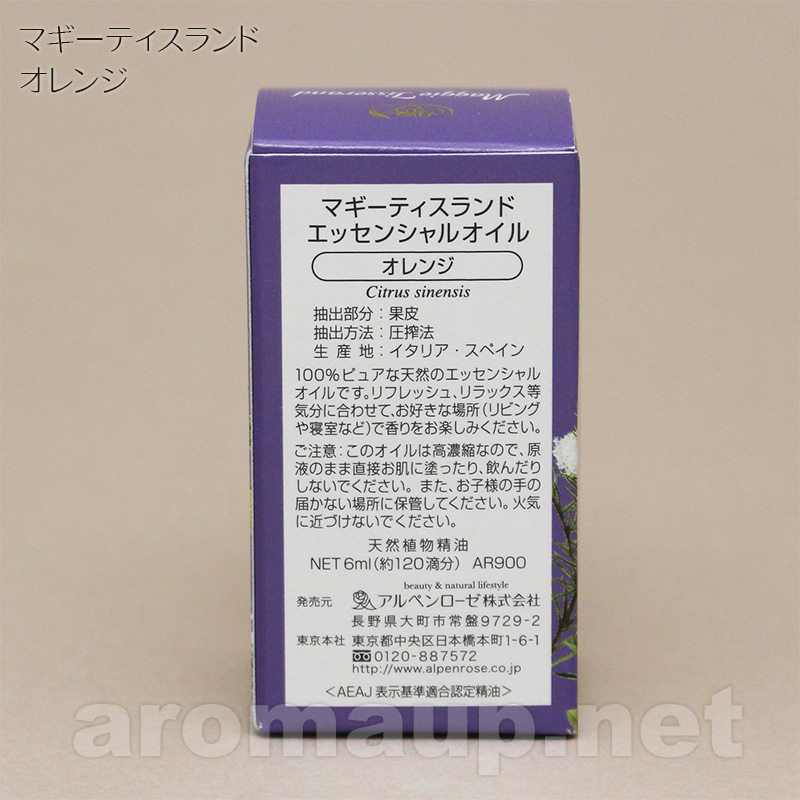 マギーティスランド
オレンジ
Maggie Tisserand
マギーティスランド
エッセンシャルオイル
オレンジ
Citrus sinensis
抽出部分：果皮
抽出方法：圧搾法
生産地：イタリア・スペイン
100%ピュアな天然のエッセンシャル
オイルです。リフレッシュ、リラックス等
気分に合わせて、お好きな場所（リビング
や寝室など）で香りをお楽しみください。
ご注意：このオイルは高濃縮なので、原
液のまま直接お肌に塗ったり、飲んだり
しないでください。また、お子様の手の
届かない場所に保管してください。火気
に近づけないでください。
天然植物精油
NET 6ml（約120滴分） AR900
beauty & natural lifestyle
発売元 アルペンローゼ株式会社
長野県大町市常盤9729-2
東京本社 東京都中央区日本橋本町1-6-1
0120-887572
http://www.alpenrose.co.jp
＜AEAJ表示基準適合認定精油＞
aromaup.net